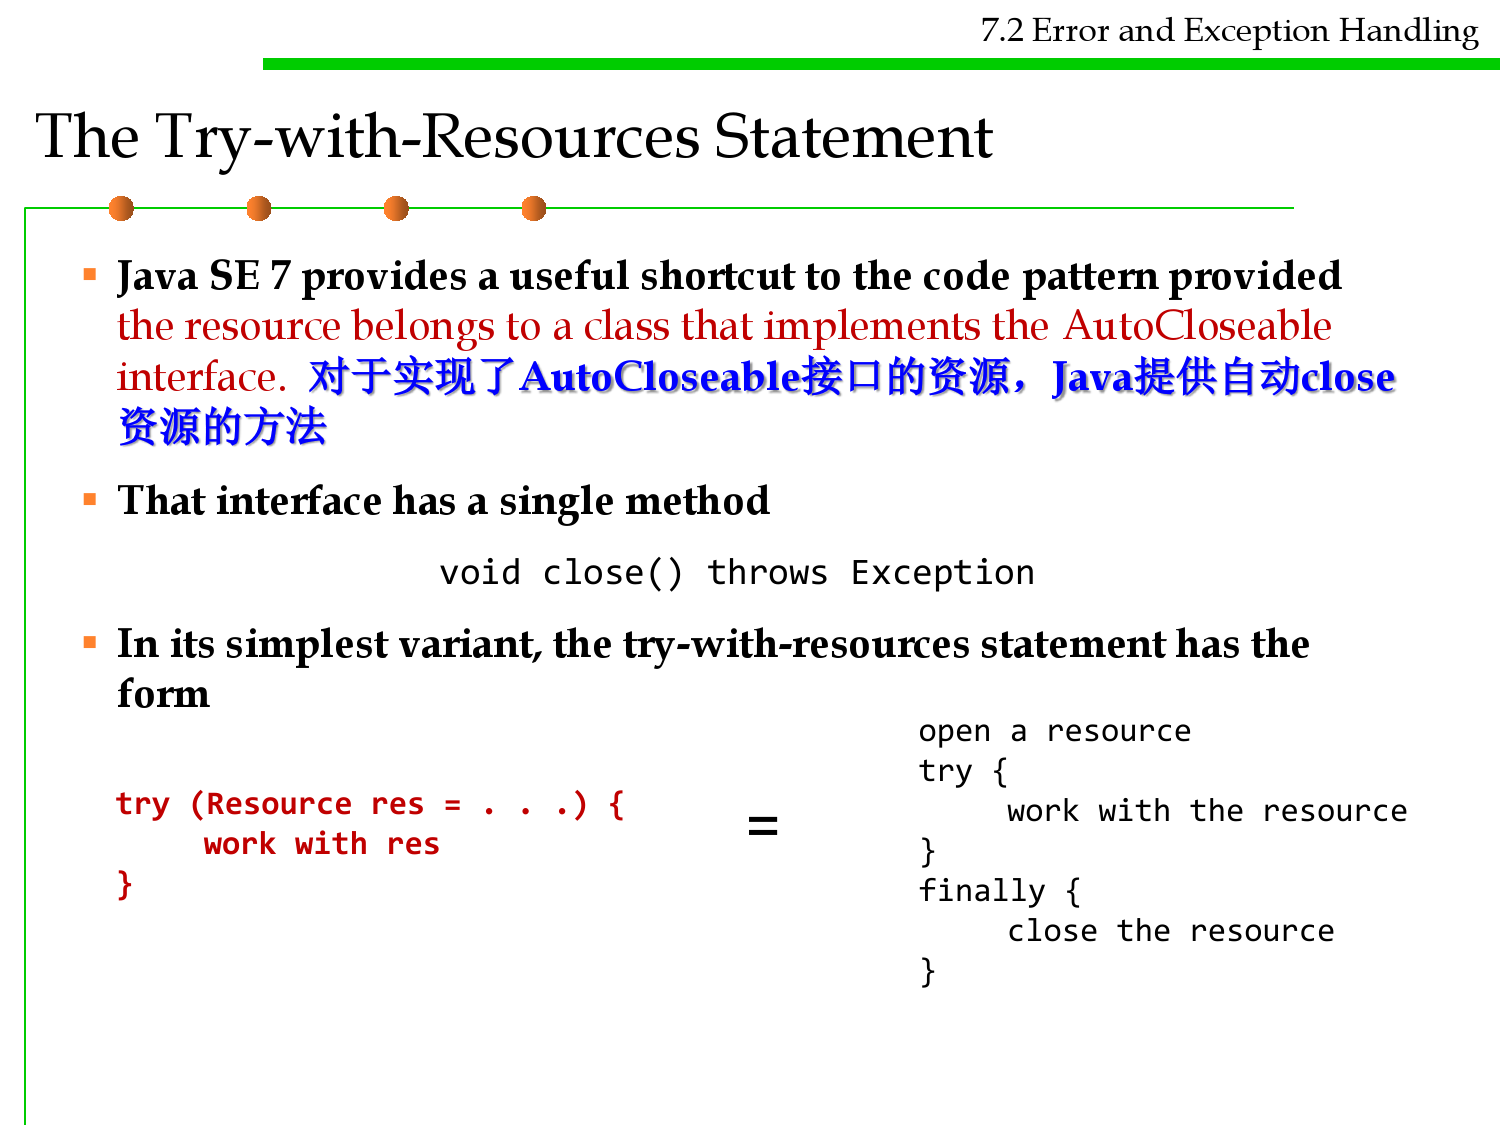 7.2 Error and Exception Handling
The Try-with-Resources Statement
▪ Java SE 7 provides a useful shortcut to the code pattern provided
the resource belongs to a class that implements the AutoCloseable
interface. 对于实现了AutoCloseable接口的资源，Java提供自动close
资源的方法
▪ That interface has a single method
void close() throws Exception
▪ In its simplest variant, the try-with-resources statement has the
form
try (Resource res = . . .) {
work with res
}
=
open a resource
try {
work with the resource
}
finally {
close the resource
}